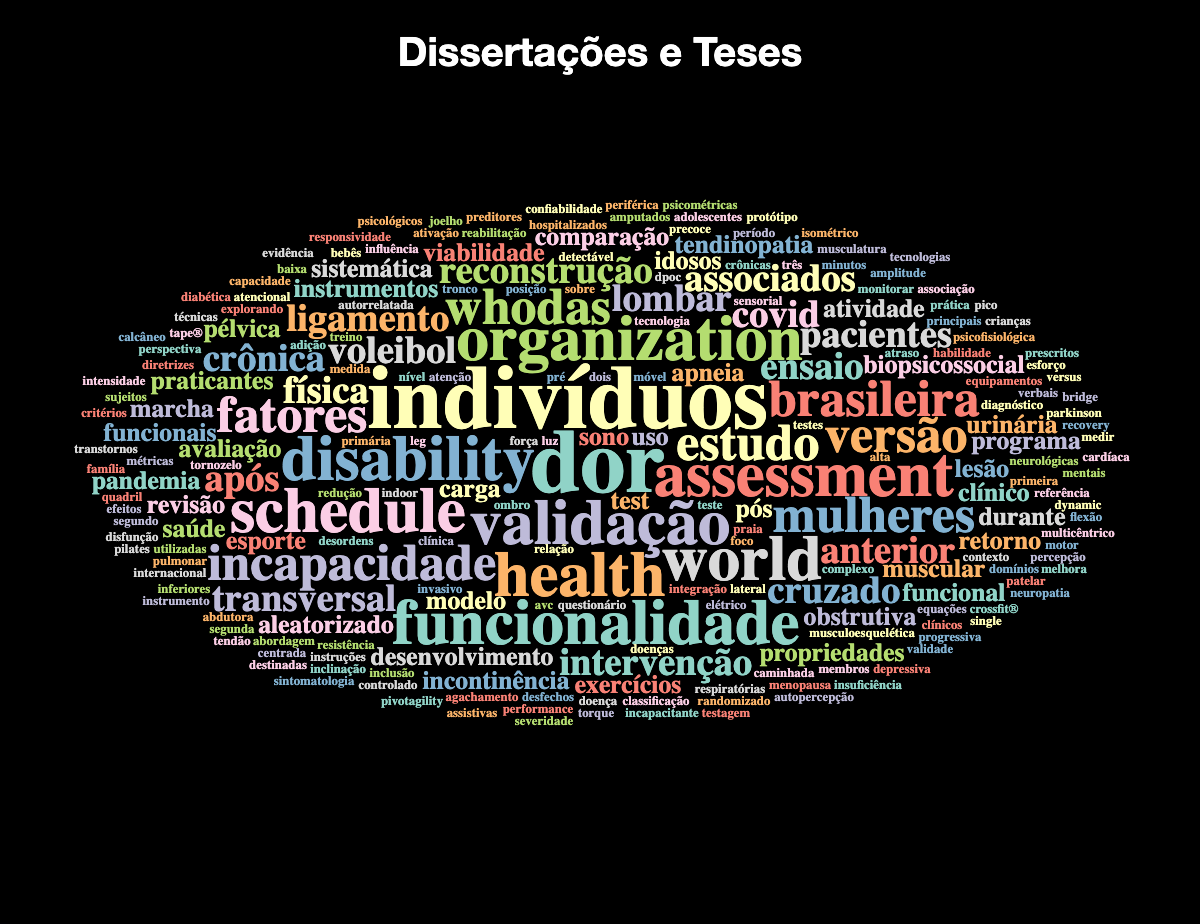 Dissertações e Teses
confiabilidade periférica psicométricas
psicológicos joelho preditores hospitalizados amputados adolescentes protótipo
responsividade ativação reabilitação comparação precoce período isométrico
evidência bebês influência viabilidade detectável idosos tendinopatia musculatura tecnologias
baixa sistemática reconstrução dpoc associados crônicas três minutos amplitude
capacidade instrumentos tronco posição sobre lombar sensorial monitorar associação
diabética atencional autorrelatada whodas covid atividade prática pico
explorando técnicas ligamento organization tecnologia pacientes principais crianças
calcâneo tape® pélvica treino voleibol psicofisiológica
perspectiva crônica adição ensaio atraso habilidade prescritos
diretrizes medida indivíduos apneia biopsicossocial esforço
intensidade praticantes física nível atenção pré dois móvel brasileira equipamentos versus
sujeitos verbais bridge
critérios marcha fatores diagnóstico parkinson
funcionais primária leg força luz sono uso estudo testes versão urinária recovery
transtornos avaliação disability dor alta programa medir
métricas tornozelo assessment lesão neurológicas cardíaca
família pandemia após carga primeira mentais
quadril revisão redução indoor test clínico referência
efeitos schedule ombro validação teste pós mulheres durante dynamic
segundo saúde praia flexão
disfunção esporte desordens clínica relação foco anterior retorno multicêntrico
pilates utilizadas motor
pulmonar incapacidade health world contexto percepção
internacional complexo muscular domínios melhora
inferiores invasivo integração lateral cruzado funcional patelar
instrumento transversal modelo avc questionário elétrico neuropatia
abdutora funcionalidade obstrutiva equações crossfit®
segunda aleatorizado musculoesquelética clínicos single
tendão abordagem resistência doenças progressiva
centrada instruções desenvolvimento intervenção propriedades validade
destinadas inclinação inclusão caminhada membros depressiva
sintomatologia controlado incontinência exercícios respiratórias menopausa insuficiência
pivotagility agachamento desfechos doença classificação randomizado autopercepção
assistivas performance torque incapacitante testagem
severidade